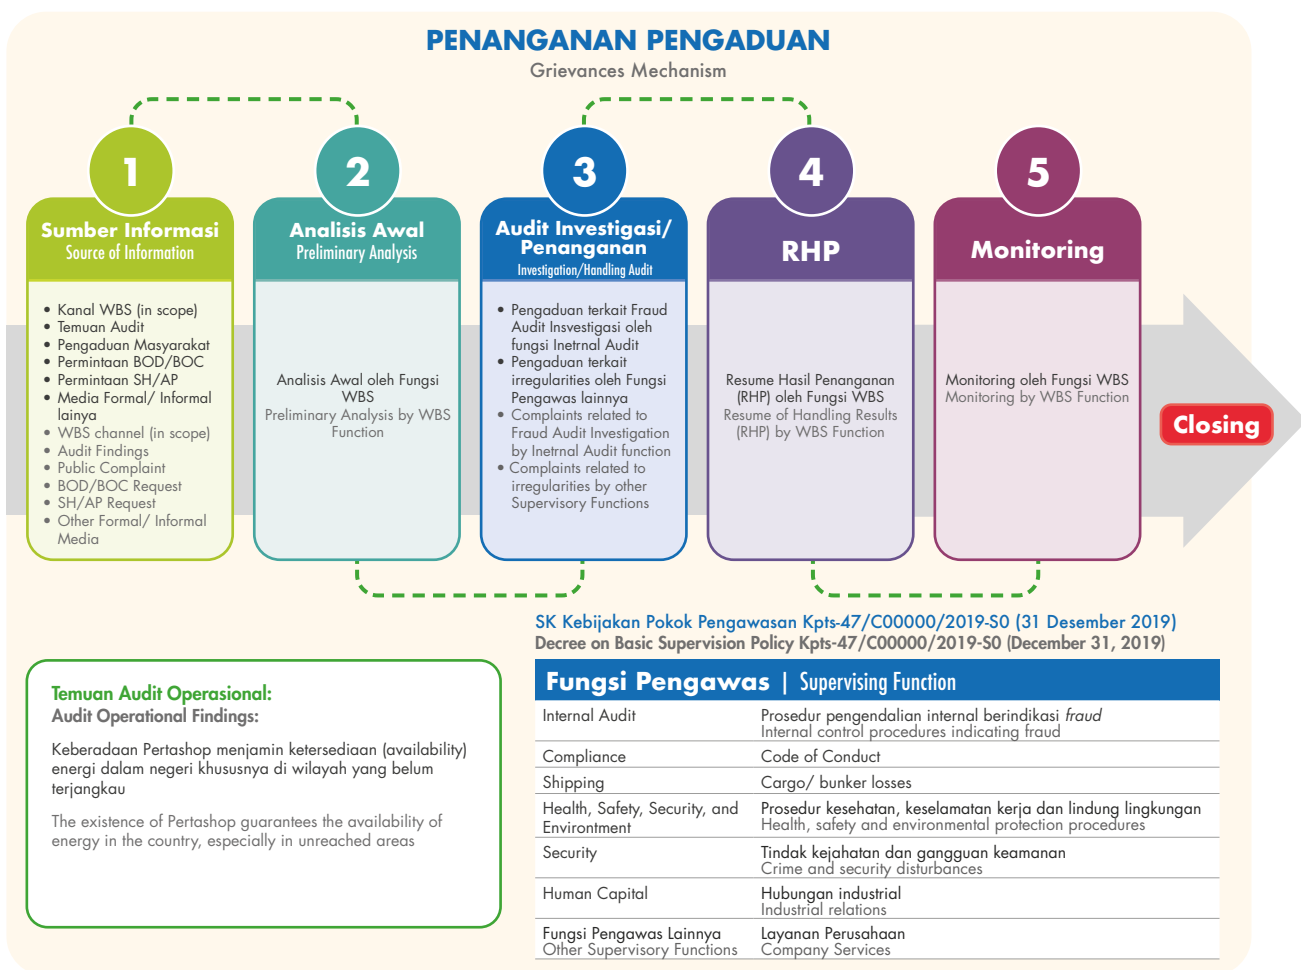 PENANGANAN PENGADUAN
Grievances Mechanism
1
Sumber Informasi
Source of Information
• Kanal WBS (in scope)
• Temuan Audit
• Pengaduan Masyarakat
• Permintaan BOD/BOC
• Permintaan SH/AP
• Media Formal/ Informal
lainya
• WBS channel (in scope)
• Audit Findings
• Public Complaint
• BOD/BOC Request
• SH/AP Request
• Other Formal/ Informal
Media
2
Analisis Awal
Preliminary Analysis
Analisis Awal oleh Fungsi
WBS
Preliminary Analysis by WBS
Function
3
Audit Investigasi/
Penanganan
Investigation/Handling Audit
• Pengaduan terkait Fraud
Audit Insvestigasi oleh
fungsi Inetrnal Audit
• Pengaduan terkait
irregularities oleh Fungsi
Pengawas lainnya
• Complaints related to
Fraud Audit Investigation
by Inetrnal Audit function
• Complaints related to
irregularities by other
Supervisory Functions
4
RHP
Resume Hasil Penanganan
(RHP) oleh Fungsi WBS
Resume of Handling Results
(RHP) by WBS Function
5
Monitoring
Monitoring oleh Fungsi WBS
Monitoring by WBS Function
Closing
Temuan Audit Operasional:
Audit Operational Findings:
Keberadaan Pertashop menjamin ketersediaan (availability)
energi dalam negeri khususnya di wilayah yang belum
terjangkau
The existence of Pertashop guarantees the availability of
energy in the country, especially in unreached areas
SK Kebijakan Pokok Pengawasan Kpts-47/C00000/2019-S0 (31 Desember 2019)
Decree on Basic Supervision Policy Kpts-47/C00000/2019-S0 (December 31, 2019)
Fungsi Pengawas | Supervising Function
Internal Audit
Prosedur pengendalian internal berindikasi fraud
Internal control procedures indicating fraud
Compliance
Code of Conduct
Shipping
Cargo/ bunker losses
Health, Safety, Security, and
Environtment
Prosedur kesehatan, keselamatan kerja dan lindung lingkungan
Health, safety and environmental protection procedures
Security
Tindak kejahatan dan gangguan keamanan
Crime and security disturbances
Human Capital
Hubungan industrial
Industrial relations
Fungsi Pengawas Lainnya
Other Supervisory Functions
Layanan Perusahaan
Company Services